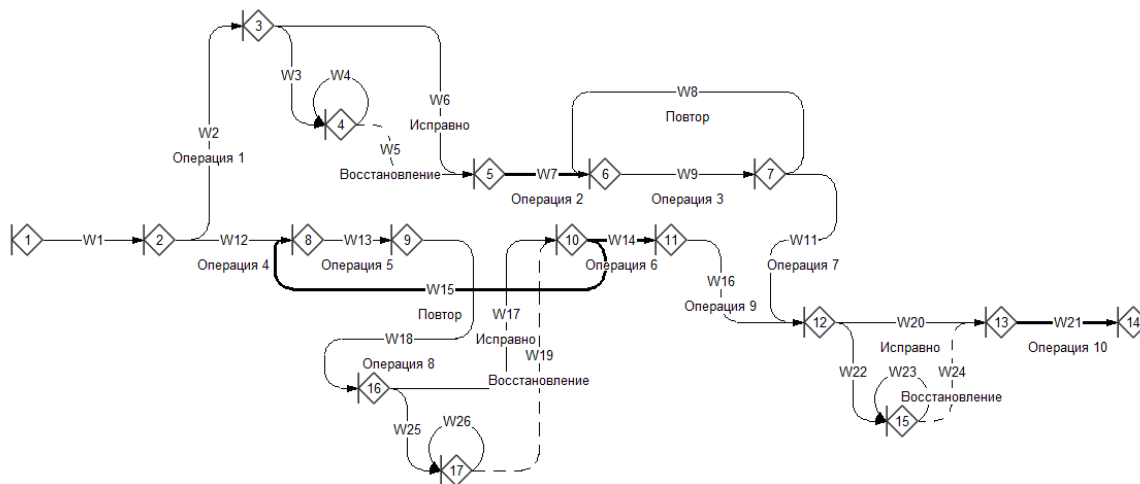 3
W3
W4
W6
4
W8
W2
Исправно
Повтор
Операция 1
W5
Восстановление
5
W7
6
W9
7
Операция 2
Операция 3
1
W1
2
W12
8
W13
9
10
W14
11
W11
Операция 4
Операция 5
Операция 6
Операция 7
W15
W16
Повтор
W17
Операция 9
W18
Исправно
W19
12
W20
13
W21
14
Операция 8
Исправно
Операция 10
16
Восстановление
W22
W23
W24
Восстановление
15
W25
W26
17